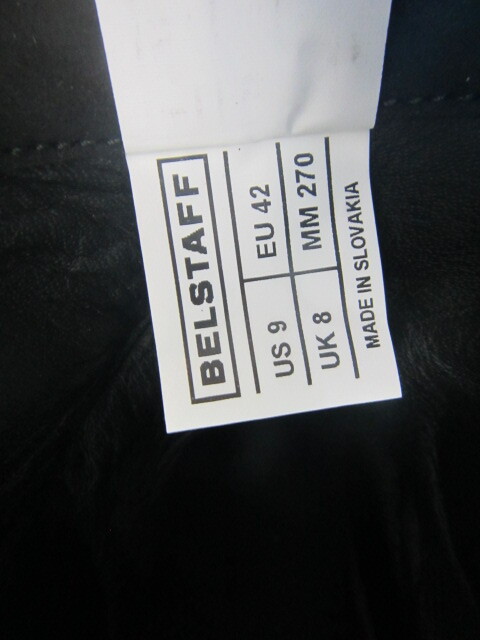 BELSTAFF
US 9 EU 42
UK 8 MM 270
MADE IN SLOVAKIA